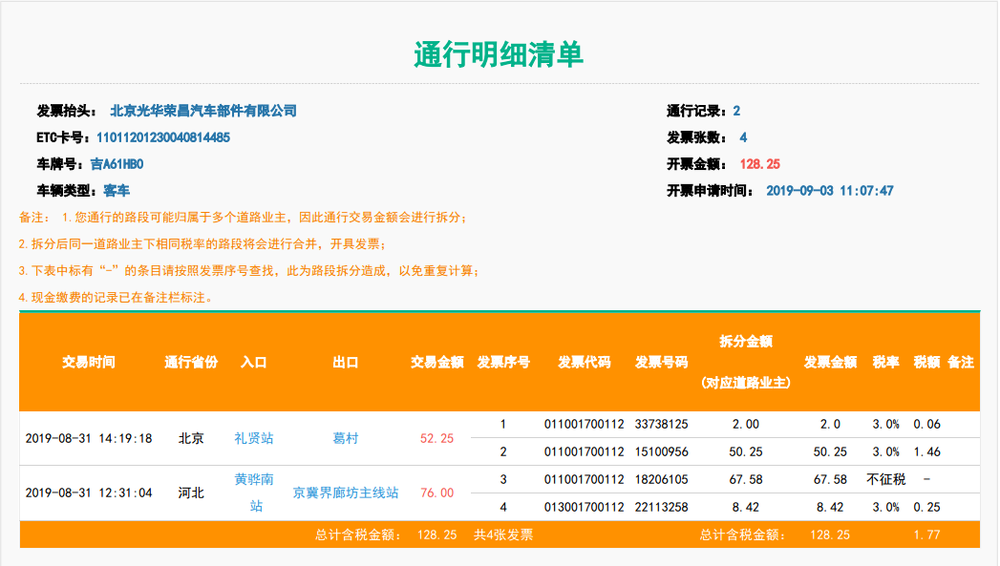 通行明细清单
发票抬头： 北京光华荣昌汽车部件有限公司 通行记录：2
ETC卡号：11011201230040814485 发票张数： 4
车牌号：吉A61HB0 开票金额： 128.25
车辆类型：客车 开票申请时间： 2019-09-03 11:07:47
备注： 1.您通行的路段可能归属于多个道路业主，因此通行交易金额会进行拆分；
2.拆分后同一道路业主下相同税率的路段将会进行合并，开具发票；
3.下表中标有“-”的条目请按照发票序号查找，此为路段拆分造成，以免重复计算；
4.现金缴费的记录已在备注栏标注。
交易时间 通行省份 入口 出口 交易金额 发票序号 发票代码 发票号码 拆分金额 (对应道路业主) 发票金额 税率 税额 备注
2019-08-31 14:19:18 北京 礼贤站 葛村 52.25 1 011001700112 33738125 2.00 2.0 3.0% 0.06
2 011001700112 15100956 50.25 50.25 3.0% 1.46
2019-08-31 12:31:04 河北 黄骅南站 京冀界廊坊主线站 76.00 3 011001700112 18206105 67.58 67.58 不征税 -
4 013001700112 22113258 8.42 8.42 3.0% 0.25
总计含税金额： 128.25 共4张发票 总计含税金额： 128.25 1.77